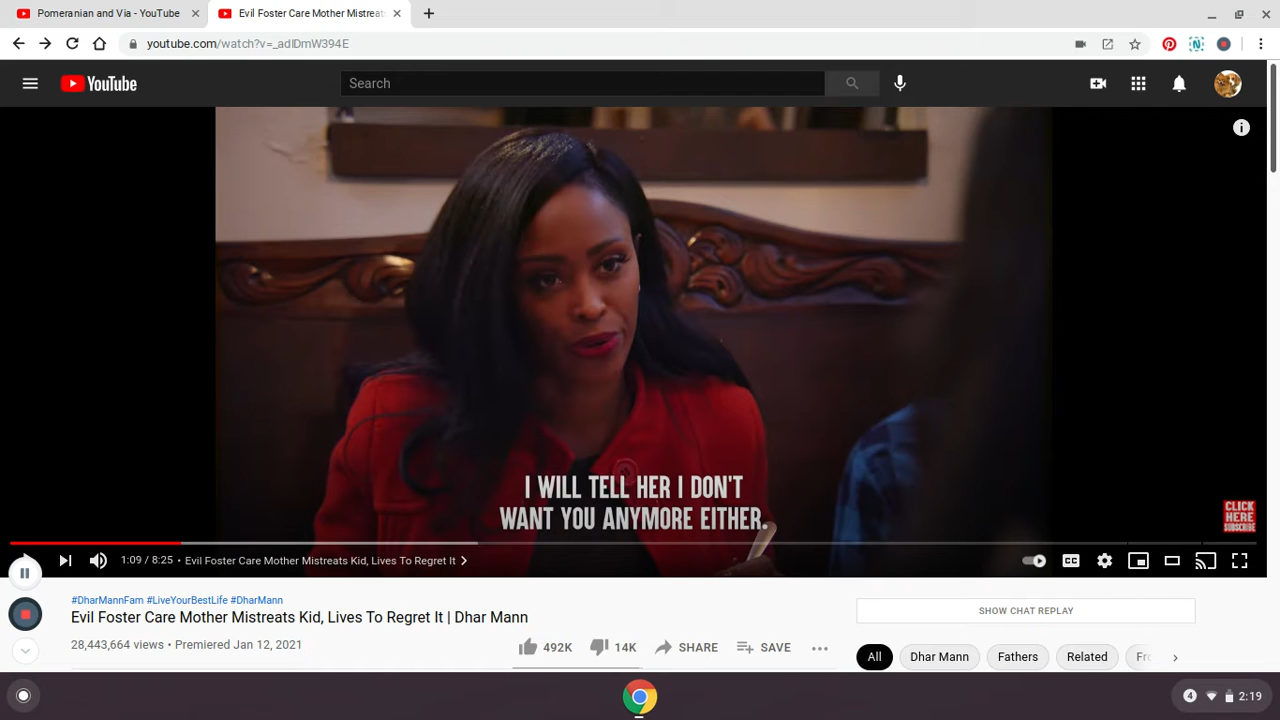 Pomeranian and Via - YouTube
Evil Foster Care Mother Mistreats
youtube.com/watch?v=_adIDmW394E
YouTube
Search
I WILL TELL HER I DON'T
WANT YOU ANYMORE EITHER.
CLICK
HERE
SUBSCRIBE
1:09 / 8:25 • Evil Foster Care Mother Mistreats Kid, Lives To Regret It
CC
#DharMannFam #LiveYourBestLife #DharMann
Evil Foster Care Mother Mistreats Kid, Lives To Regret It | Dhar Mann
28,443,664 views • Premiered Jan 12, 2021
492K
14K
SHARE
SAVE
SHOW CHAT REPLAY
All
Dhar Mann
Fathers
Related
Fro
4
2:19